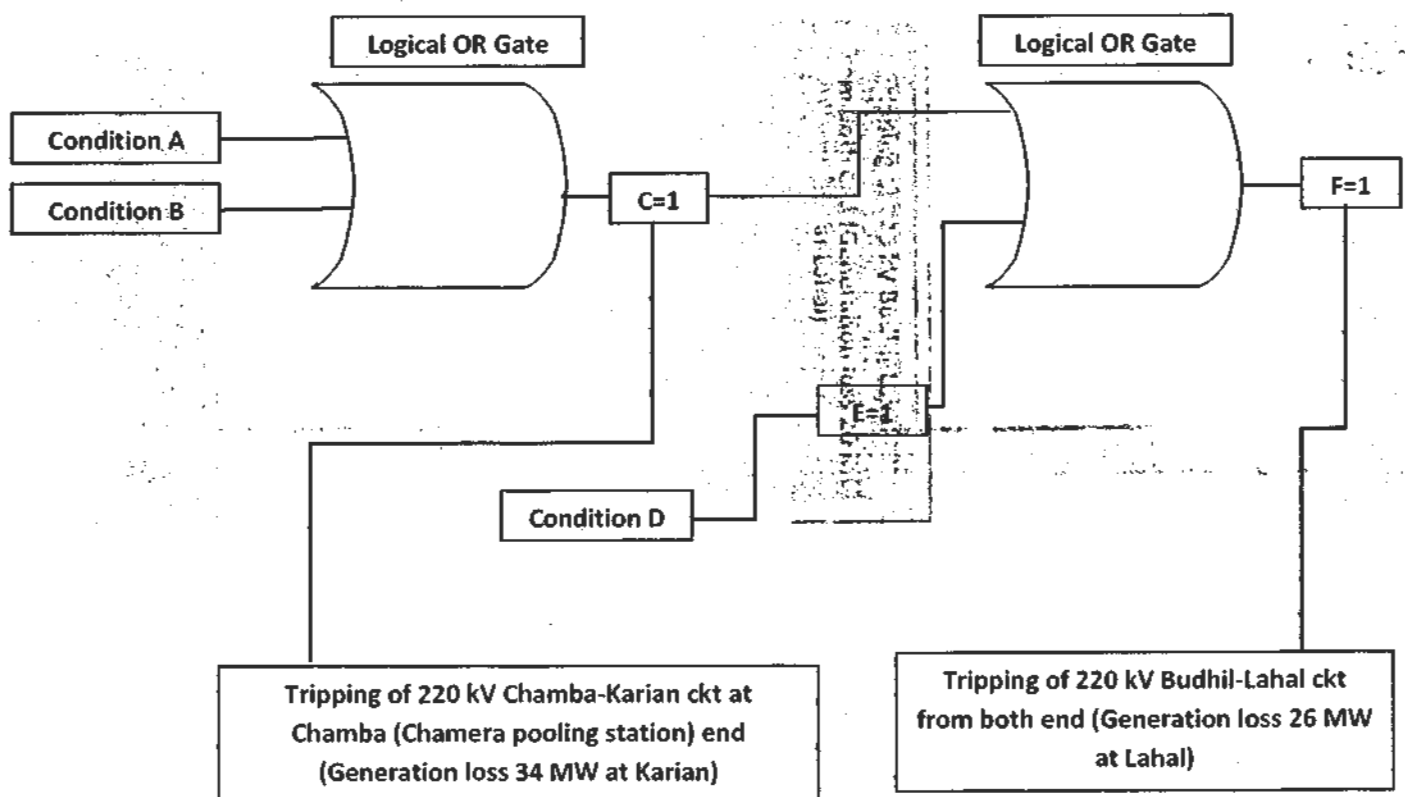 Logical OR Gate
Logical OR Gate
Condition A
Condition B
C=1
F=1
E=1
Condition D
Tripping of 220 kV Chamba-Karian ckt at
Chamba (Chamera pooling station) end
(Generation loss 34 MW at Karian)
Tripping of 220 kV Budhil-Lahal ckt
from both end (Generation loss 26 MW
at Lahal)